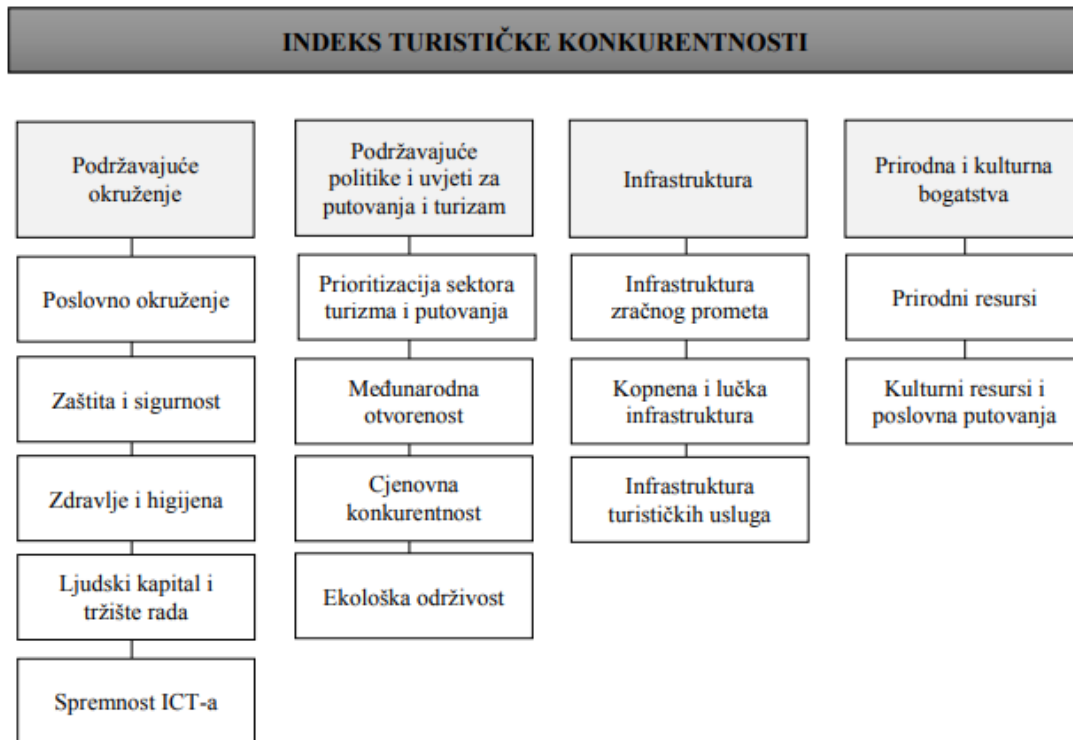 INDEKS TURISTIČKE KONKURENTNOSTI
Podržavajuće
okruženje
Poslovno okruženje
Zaštita i sigurnost
Zdravlje i higijena
Ljudski kapital i
tržište rada
Spremnost ICT-a
Podržavajuće
politike i uvjeti za
putovanja i turizam
Prioritizacija sektora
turizma i putovanja
Međunarodna
otvorenost
Cjenovna
konkurentnost
Ekološka održivost
Infrastruktura
Infrastruktura
zračnog prometa
Kopnena i lučka
infrastruktura
Infrastruktura
turističkih usluga
Prirodna i kulturna
bogatstva
Prirodni resursi
Kulturni resursi i
poslovna putovanja